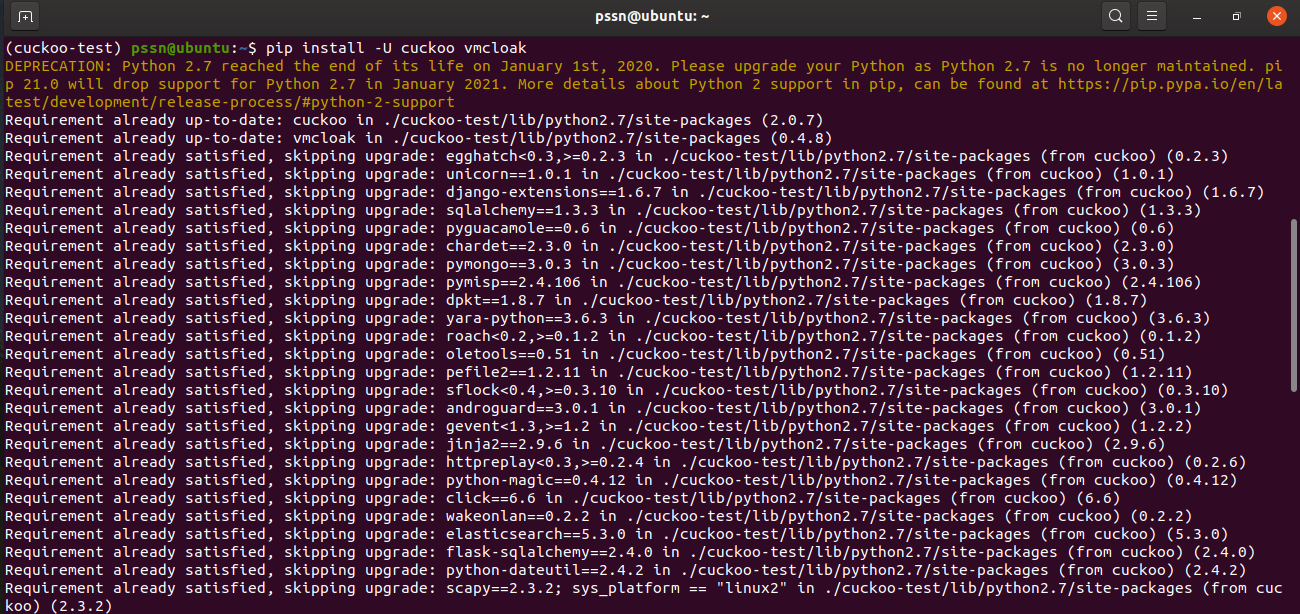 pssn@ubuntu: ~
(cuckoo-test) pssn@ubuntu:~$ pip install -U cuckoo vmcloak
DEPRECATION: Python 2.7 reached the end of its life on January 1st, 2020. Please upgrade your Python as Python 2.7 is no longer maintained. pi
p 21.0 will drop support for Python 2.7 in January 2021. More details about Python 2 support in pip, can be found at https://pip.pypa.io/en/la
test/development/release-process/#python-2-support
Requirement already up-to-date: cuckoo in ./cuckoo-test/lib/python2.7/site-packages (2.0.7)
Requirement already up-to-date: vmcloak in ./cuckoo-test/lib/python2.7/site-packages (0.4.8)
Requirement already satisfied, skipping upgrade: egghatch<0.3,>=0.2.3 in ./cuckoo-test/lib/python2.7/site-packages (from cuckoo) (0.2.3)
Requirement already satisfied, skipping upgrade: unicorn==1.0.1 in ./cuckoo-test/lib/python2.7/site-packages (from cuckoo) (1.0.1)
Requirement already satisfied, skipping upgrade: django-extensions==1.6.7 in ./cuckoo-test/lib/python2.7/site-packages (from cuckoo) (1.6.7)
Requirement already satisfied, skipping upgrade: sqlalchemy==1.3.3 in ./cuckoo-test/lib/python2.7/site-packages (from cuckoo) (1.3.3)
Requirement already satisfied, skipping upgrade: pyguacamole==0.6 in ./cuckoo-test/lib/python2.7/site-packages (from cuckoo) (0.6)
Requirement already satisfied, skipping upgrade: chardet==2.3.0 in ./cuckoo-test/lib/python2.7/site-packages (from cuckoo) (2.3.0)
Requirement already satisfied, skipping upgrade: pymongo==3.0.3 in ./cuckoo-test/lib/python2.7/site-packages (from cuckoo) (3.0.3)
Requirement already satisfied, skipping upgrade: pymisp==2.4.106 in ./cuckoo-test/lib/python2.7/site-packages (from cuckoo) (2.4.106)
Requirement already satisfied, skipping upgrade: dpkt==1.8.7 in ./cuckoo-test/lib/python2.7/site-packages (from cuckoo) (1.8.7)
Requirement already satisfied, skipping upgrade: yara-python==3.6.3 in ./cuckoo-test/lib/python2.7/site-packages (from cuckoo) (3.6.3)
Requirement already satisfied, skipping upgrade: roach<0.2,>=0.1.2 in ./cuckoo-test/lib/python2.7/site-packages (from cuckoo) (0.1.2)
Requirement already satisfied, skipping upgrade: oletools==0.51 in ./cuckoo-test/lib/python2.7/site-packages (from cuckoo) (0.51)
Requirement already satisfied, skipping upgrade: pefile2==1.2.11 in ./cuckoo-test/lib/python2.7/site-packages (from cuckoo) (1.2.11)
Requirement already satisfied, skipping upgrade: sflock<0.4,>=0.3.10 in ./cuckoo-test/lib/python2.7/site-packages (from cuckoo) (0.3.10)
Requirement already satisfied, skipping upgrade: androguard==3.0.1 in ./cuckoo-test/lib/python2.7/site-packages (from cuckoo) (3.0.1)
Requirement already satisfied, skipping upgrade: gevent<1.3,>=1.2 in ./cuckoo-test/lib/python2.7/site-packages (from cuckoo) (1.2.2)
Requirement already satisfied, skipping upgrade: jinja2==2.9.6 in ./cuckoo-test/lib/python2.7/site-packages (from cuckoo) (2.9.6)
Requirement already satisfied, skipping upgrade: httpreplay<0.3,>=0.2.4 in ./cuckoo-test/lib/python2.7/site-packages (from cuckoo) (0.2.6)
Requirement already satisfied, skipping upgrade: python-magic==0.4.12 in ./cuckoo-test/lib/python2.7/site-packages (from cuckoo) (0.4.12)
Requirement already satisfied, skipping upgrade: click==6.6 in ./cuckoo-test/lib/python2.7/site-packages (from cuckoo) (6.6)
Requirement already satisfied, skipping upgrade: wakeonlan==0.2.2 in ./cuckoo-test/lib/python2.7/site-packages (from cuckoo) (0.2.2)
Requirement already satisfied, skipping upgrade: elasticsearch==5.3.0 in ./cuckoo-test/lib/python2.7/site-packages (from cuckoo) (5.3.0)
Requirement already satisfied, skipping upgrade: flask-sqlalchemy==2.4.0 in ./cuckoo-test/lib/python2.7/site-packages (from cuckoo) (2.4.0)
Requirement already satisfied, skipping upgrade: python-dateutil==2.4.2 in ./cuckoo-test/lib/python2.7/site-packages (from cuckoo) (2.4.2)
Requirement already satisfied, skipping upgrade: scapy==2.3.2; sys_platform == "linux2" in ./cuckoo-test/lib/python2.7/site-packages (from cuc
koo) (2.3.2)